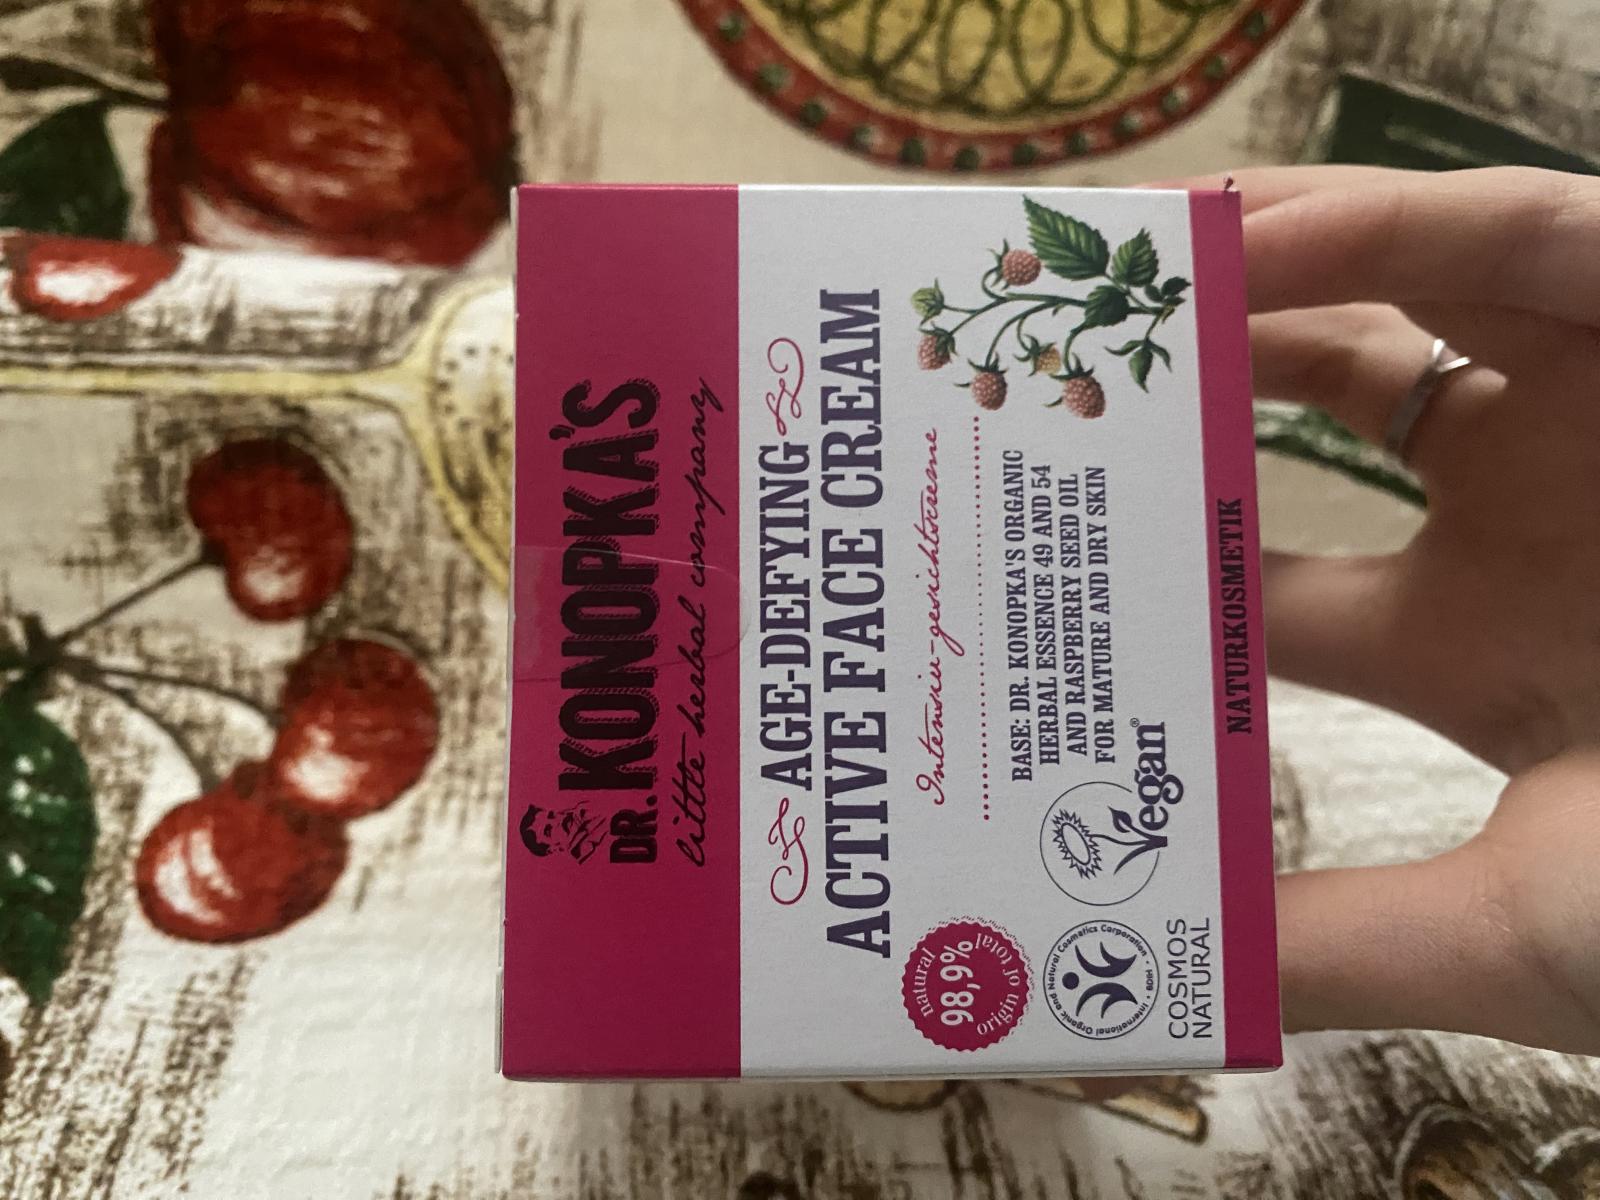 DR. KONOPKA'S
little herbal company
AGE-DEFYING
ACTIVE FACE CREAM
Intensiv-gesichtscreme
BASE: DR. KONOPKA'S ORGANIC
HERBAL ESSENCE 49 AND 54
AND RASPBERRY SEED OIL
FOR MATURE AND DRY SKIN
natural
98,9%
origin of total
International Organic and Natural Cosmetics Corporation • BDIH •
COSMOS
NATURAL
Vegan®
NATURKOSMETIK